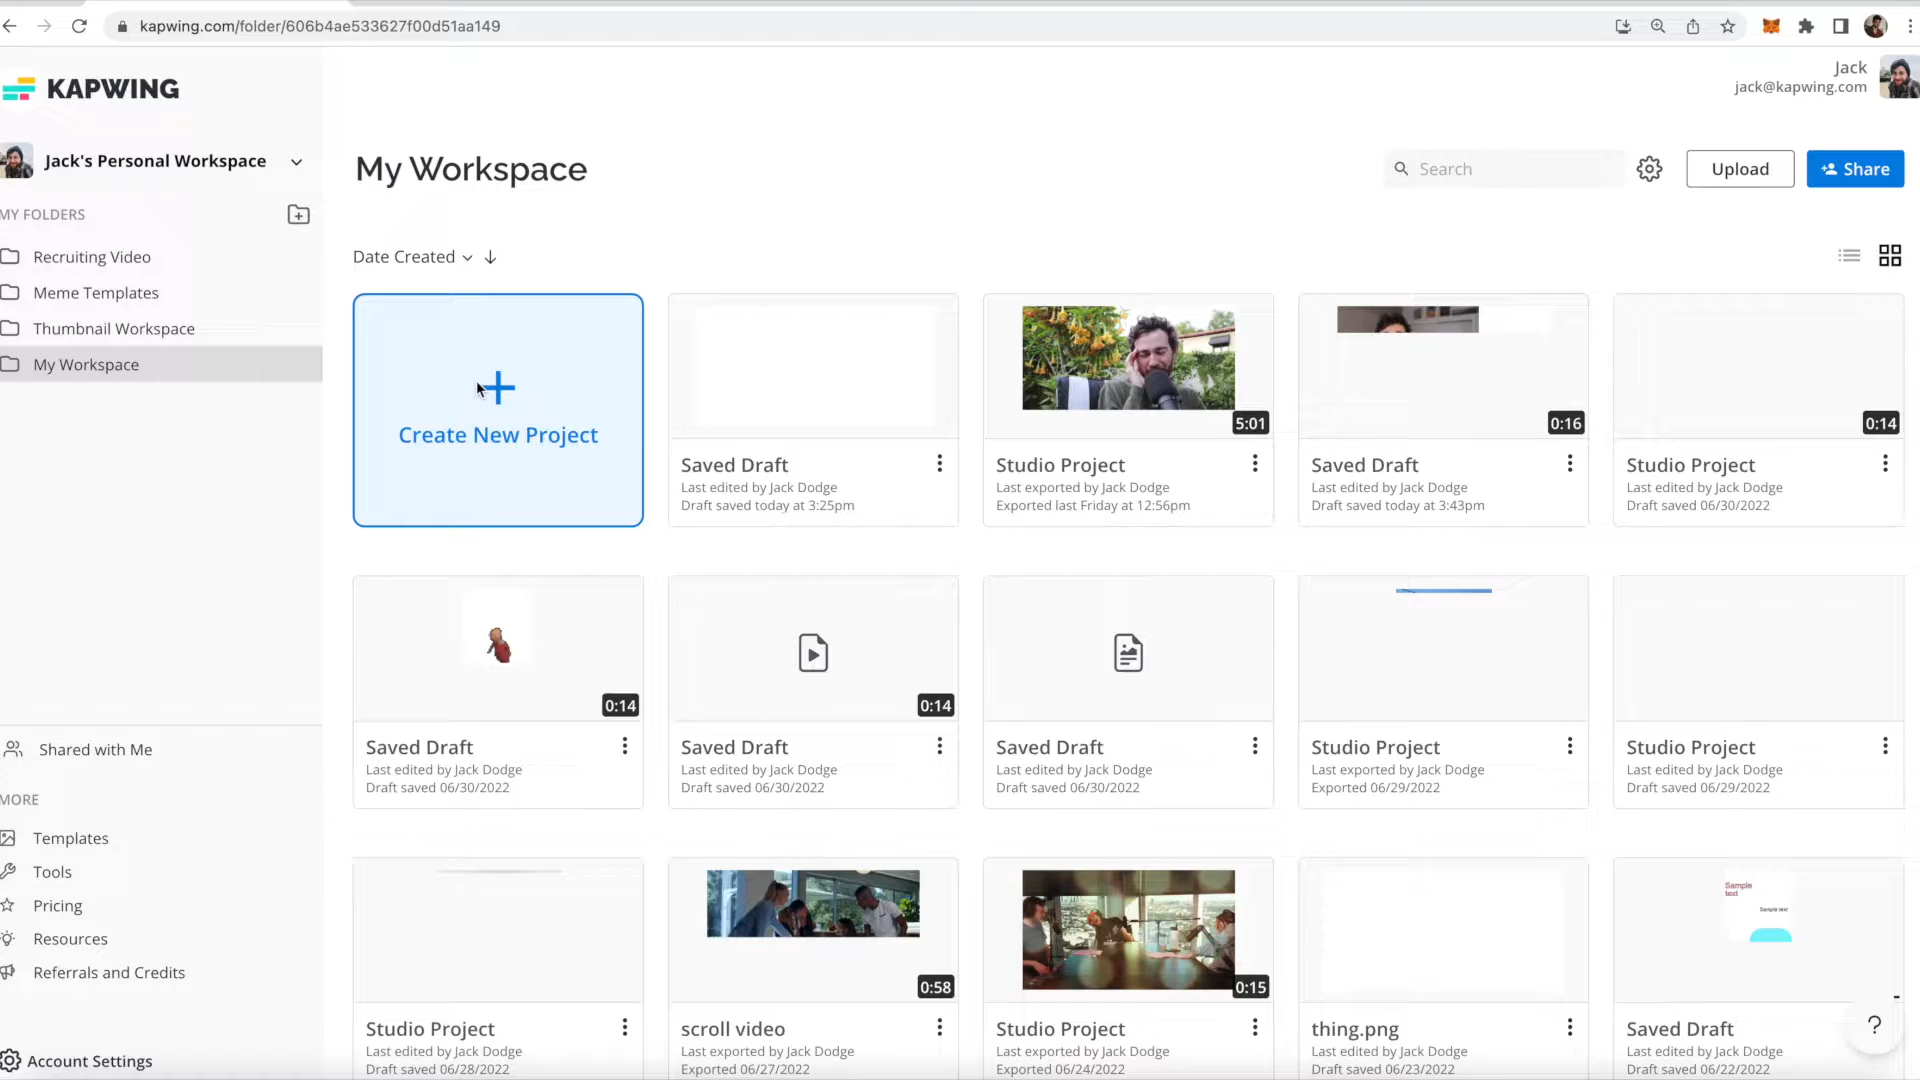 kapwing.com/folder/606b4ae533627f00d51aa149
KAPWING
Jack
jack@kapwing.com
Jack's Personal Workspace
MY FOLDERS
Recruiting Video
Meme Templates
Thumbnail Workspace
My Workspace
Shared with Me
MORE
Templates
Tools
Pricing
Resources
Referrals and Credits
Account Settings
My Workspace
Search
Upload
Share
Date Created
Create New Project
Saved Draft
Last edited by Jack Dodge
Draft saved today at 3:25pm
5:01
Studio Project
Last exported by Jack Dodge
Exported last Friday at 12:56pm
0:16
Saved Draft
Last edited by Jack Dodge
Draft saved today at 3:43pm
0:14
Studio Project
Last edited by Jack Dodge
Draft saved 06/30/2022
0:14
Saved Draft
Last edited by Jack Dodge
Draft saved 06/30/2022
0:14
Saved Draft
Last edited by Jack Dodge
Draft saved 06/30/2022
Saved Draft
Last edited by Jack Dodge
Draft saved 06/30/2022
Studio Project
Last exported by Jack Dodge
Exported 06/29/2022
Studio Project
Last edited by Jack Dodge
Draft saved 06/29/2022
Studio Project
Last edited by Jack Dodge
Draft saved 06/28/2022
0:58
scroll video
Last exported by Jack Dodge
Exported 06/27/2022
0:15
Studio Project
Last exported by Jack Dodge
Exported 06/24/2022
thing.png
Last edited by Jack Dodge
Draft saved 06/23/2022
Sample
text
Sample text
Saved Draft
Last edited by Jack Dodge
Draft saved 06/22/2022
?